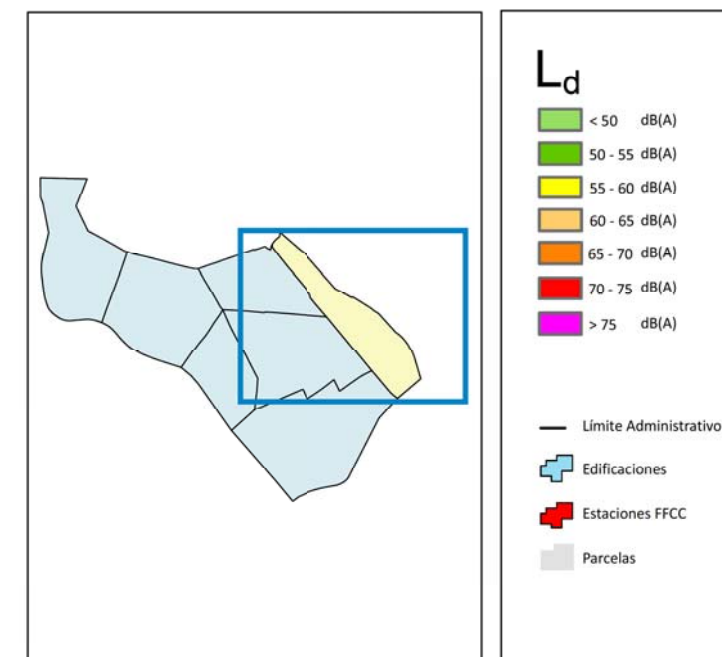 Ld
< 50 dB(A)
50 - 55 dB(A)
55 - 60 dB(A)
60 - 65 dB(A)
65 - 70 dB(A)
70 - 75 dB(A)
> 75 dB(A)
Límite Administrativo
Edificaciones
Estaciones FFCC
Parcelas